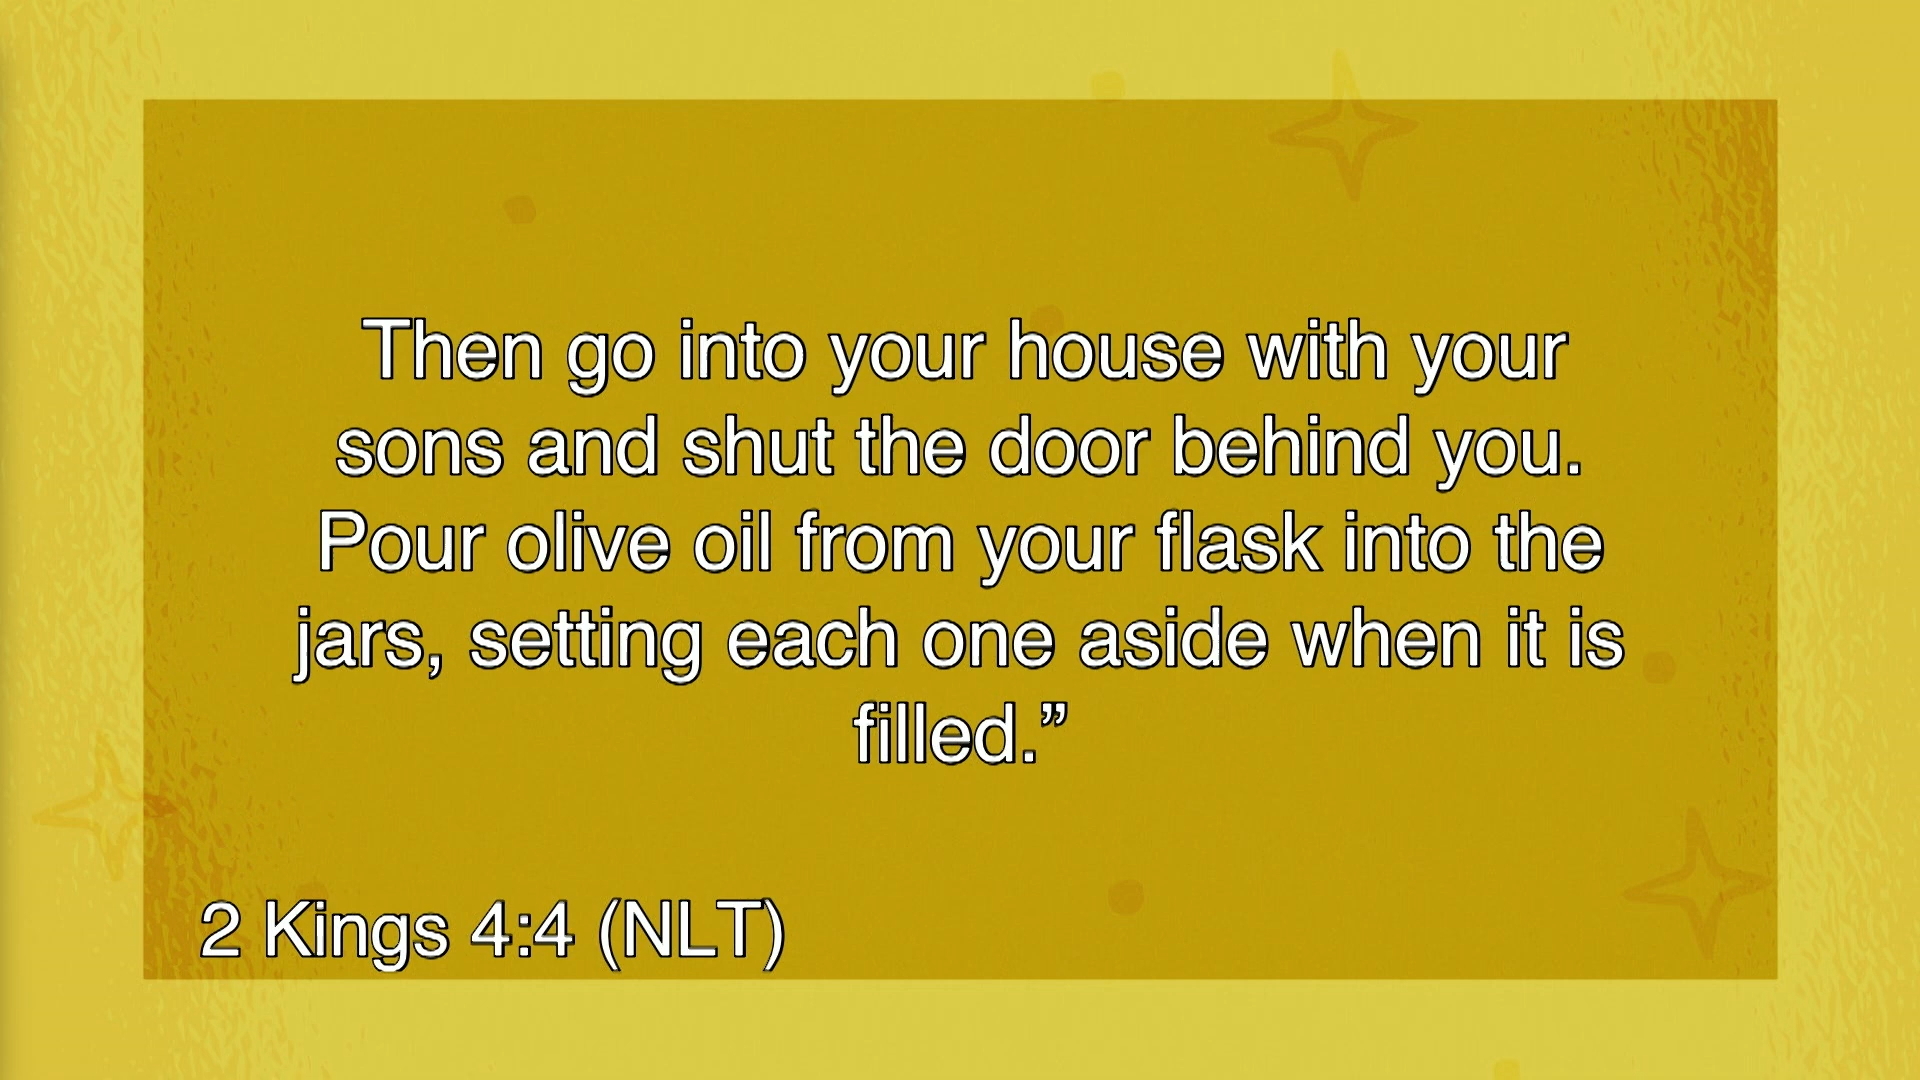 Then go into your house with your
sons and shut the door behind you.
Pour olive oil from your flask into the
jars, setting each one aside when it is
filled.”
2 Kings 4:4 (NLT)